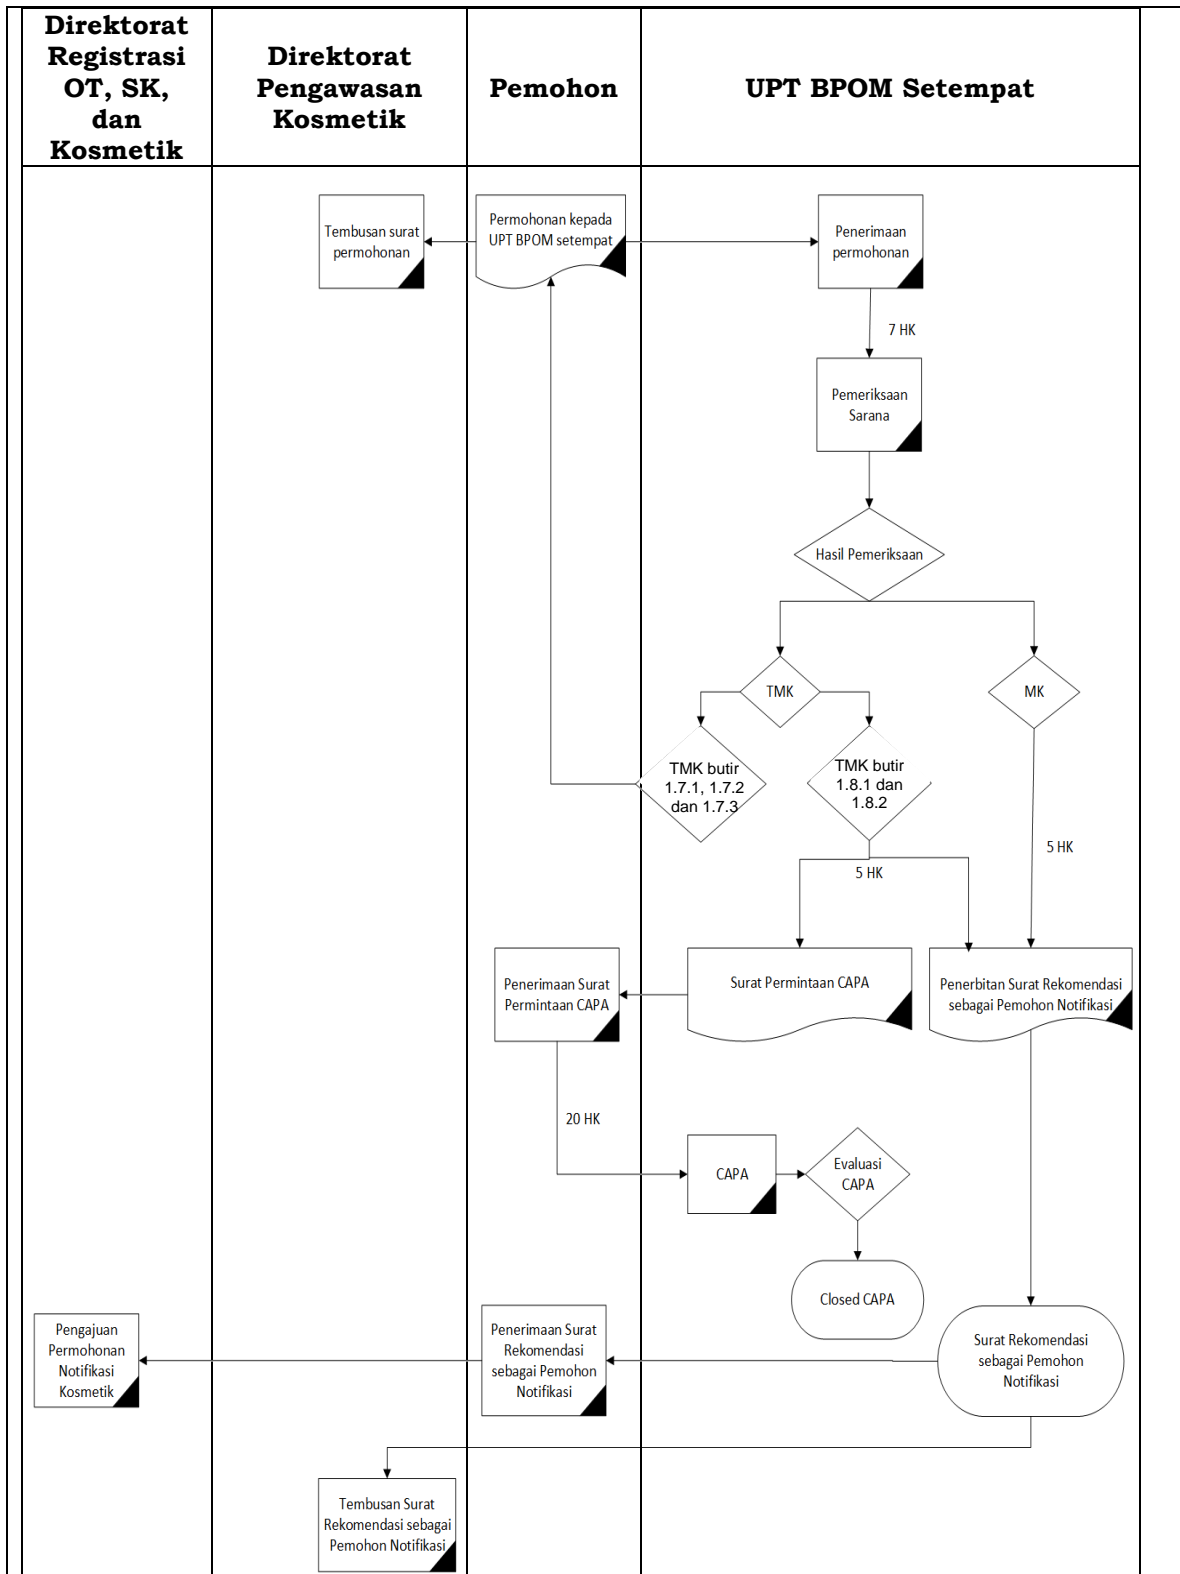 Direktorat
Registrasi
OT, SK,
dan
Kosmetik
Direktorat
Pengawasan
Kosmetik
Pemohon
UPT BPOM Setempat
Tembusan surat
permohonan
Permohonan kepada
UPT BPOM setempat
Penerimaan
permohonan
7 HK
Pemeriksaan
Sarana
Hasil Pemeriksaan
TMK
MK
TMK butir
1.7.1, 1.7.2
dan 1.7.3
TMK butir
1.8.1 dan
1.8.2
5 HK
5 HK
Penerimaan Surat
Permintaan CAPA
Surat Permintaan CAPA
Penerbitan Surat Rekomendasi
sebagai Pemohon Notifikasi
20 HK
CAPA
Evaluasi
CAPA
Closed CAPA
Pengajuan
Permohonan
Notifikasi
Kosmetik
Penerimaan Surat
Rekomendasi
sebagai Pemohon
Notifikasi
Surat Rekomendasi
sebagai Pemohon
Notifikasi
Tembusan Surat
Rekomendasi sebagai
Pemohon Notifikasi